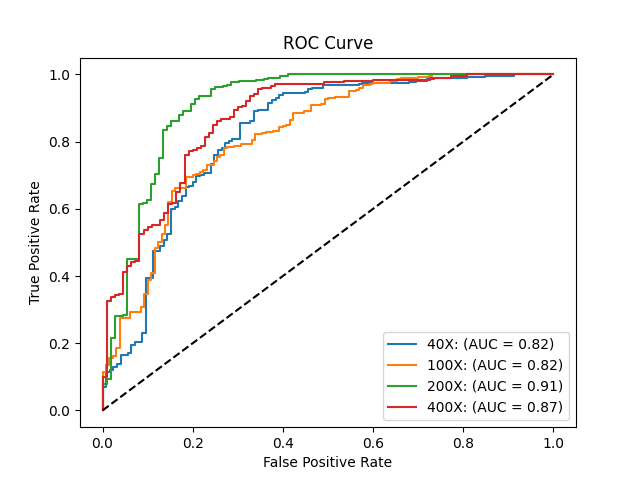 ROC Curve
True Positive Rate
1.0
0.8
0.6
0.4
0.2
0.0
0.0 0.2 0.4 0.6 0.8 1.0
False Positive Rate
40X: (AUC = 0.82)
100X: (AUC = 0.82)
200X: (AUC = 0.91)
400X: (AUC = 0.87)